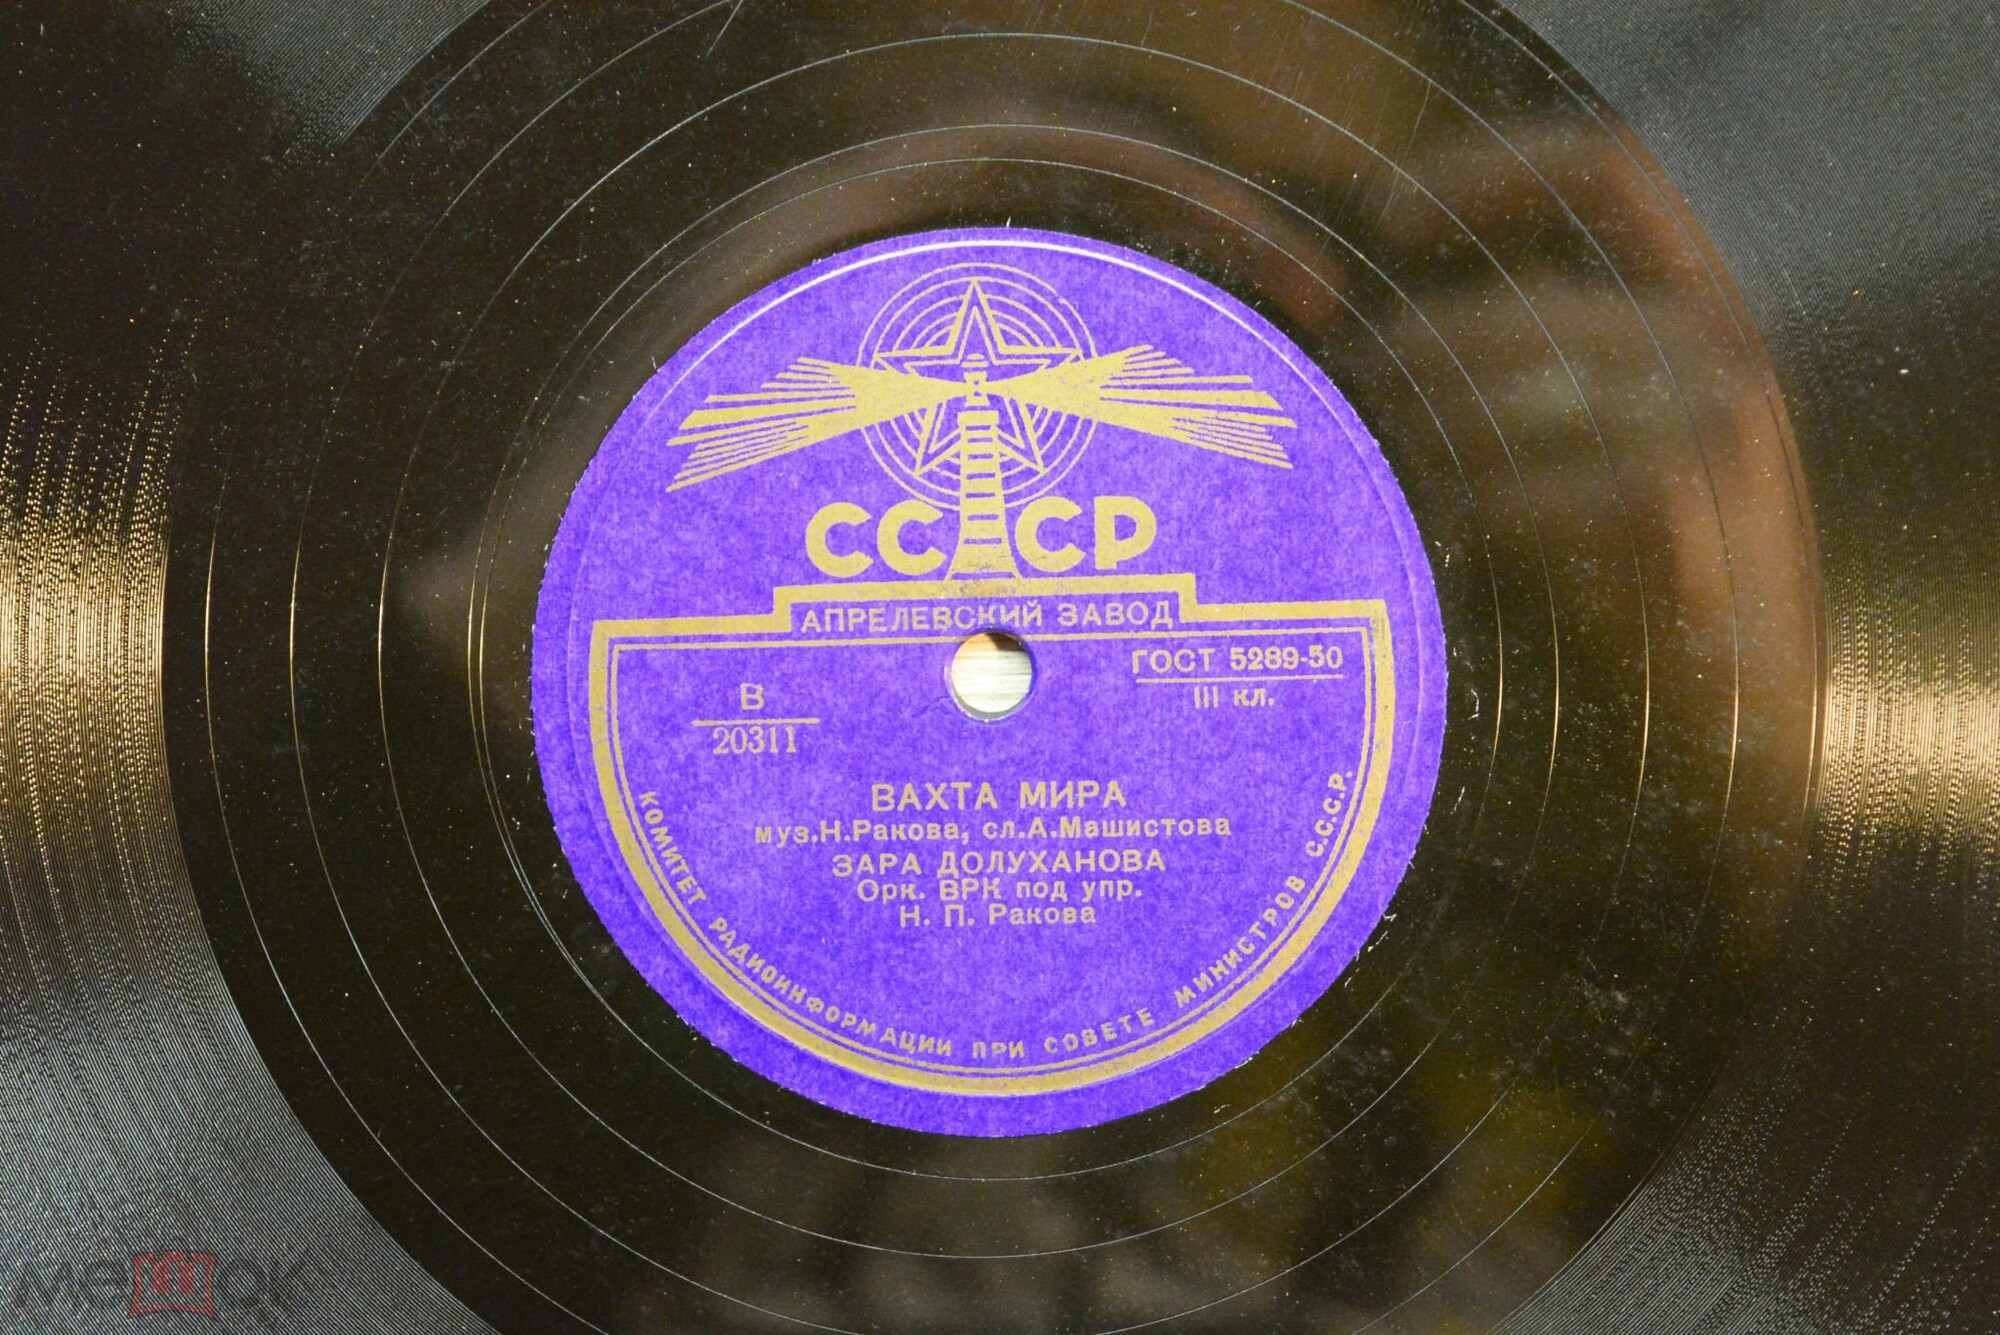 СССР
АПРЕЛЕВСКИЙ ЗАВОД
ГОСТ 5289-50
III кл.
В
20311
ВАХТА МИРА
муз.Н.Ракова, сл.А.Машистова
ЗАРА ДОЛУХАНОВА
Орк. ВРК под упр.
Н. П. Ракова
КОМИТЕТ РАДИОИНФОРМАЦИИ ПРИ СОВЕТЕ МИНИСТРОВ С.С.С.Р.
мешок